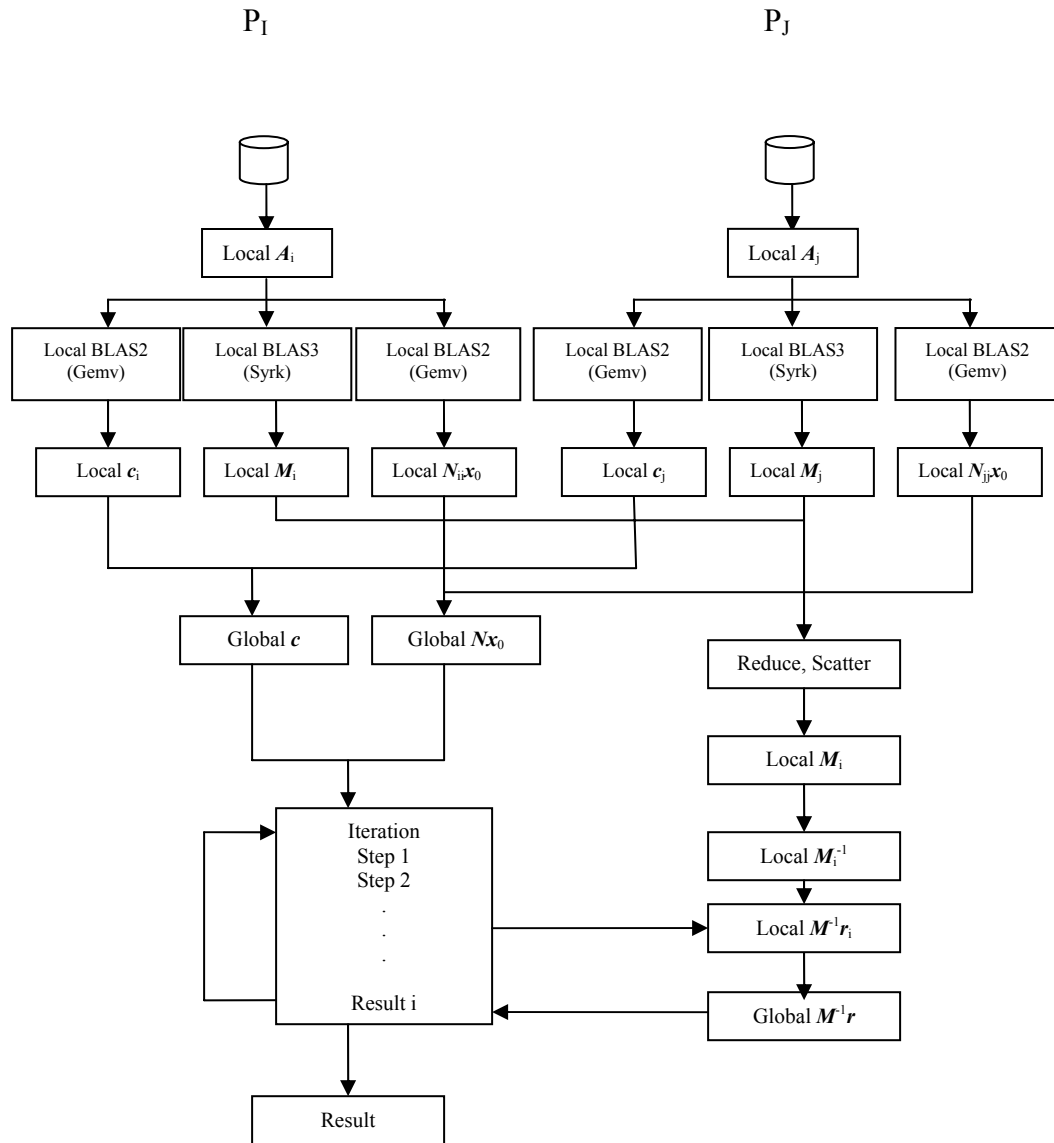 P_I
P_J
Local A_i
Local A_j
Local BLAS2
(Gemv)
Local BLAS3
(Syrk)
Local BLAS2
(Gemv)
Local BLAS2
(Gemv)
Local BLAS3
(Syrk)
Local BLAS2
(Gemv)
Local c_i
Local M_i
Local N_ii x_0
Local c_j
Local M_j
Local N_jj x_0
Global c
Global Nx_0
Reduce, Scatter
Local M_i
Iteration
Step 1
Step 2
.
.
.
Result i
Local M_i^-1
Local M^-1 r_i
Global M^-1 r
Result